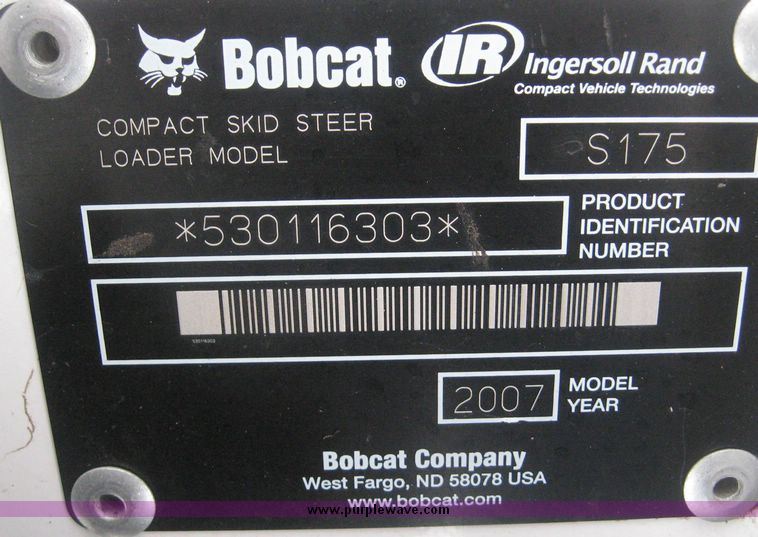 Bobcat®
IR Ingersoll Rand
Compact Vehicle Technologies
COMPACT SKID STEER
LOADER MODEL
S175
*530116303*
PRODUCT
IDENTIFICATION
NUMBER
530116303
2007
MODEL
YEAR
Bobcat Company
West Fargo, ND 58078 USA
www.bobcat.com
www.purplewave.com